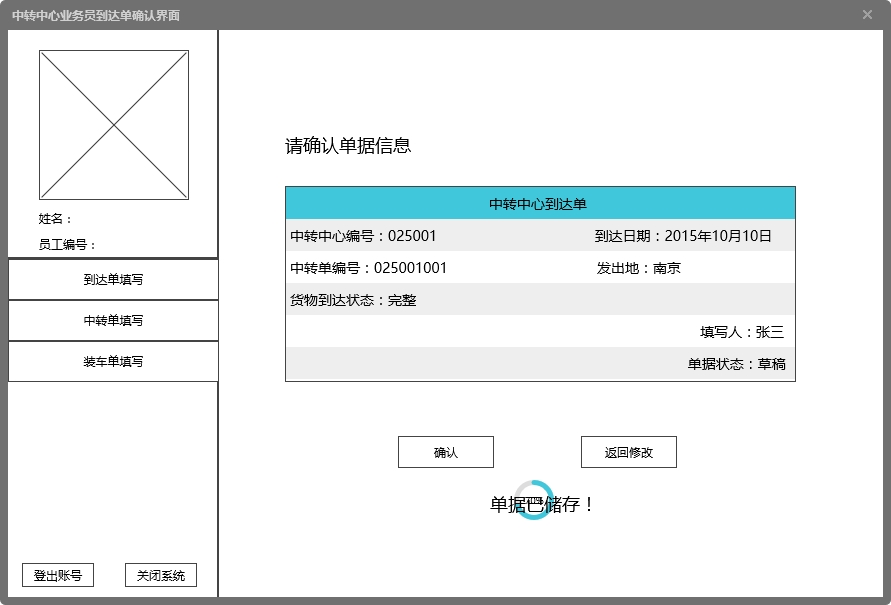 中转中心业务员到达单确认界面
姓名：
员工编号：
到达单填写
中转单填写
装车单填写
登出账号
关闭系统
请确认单据信息
中转中心到达单
中转中心编号：025001
到达日期：2015年10月10日
中转单编号：025001001
发出地：南京
货物到达状态：完整
填写人：张三
单据状态：草稿
确认
返回修改
单据已储存！